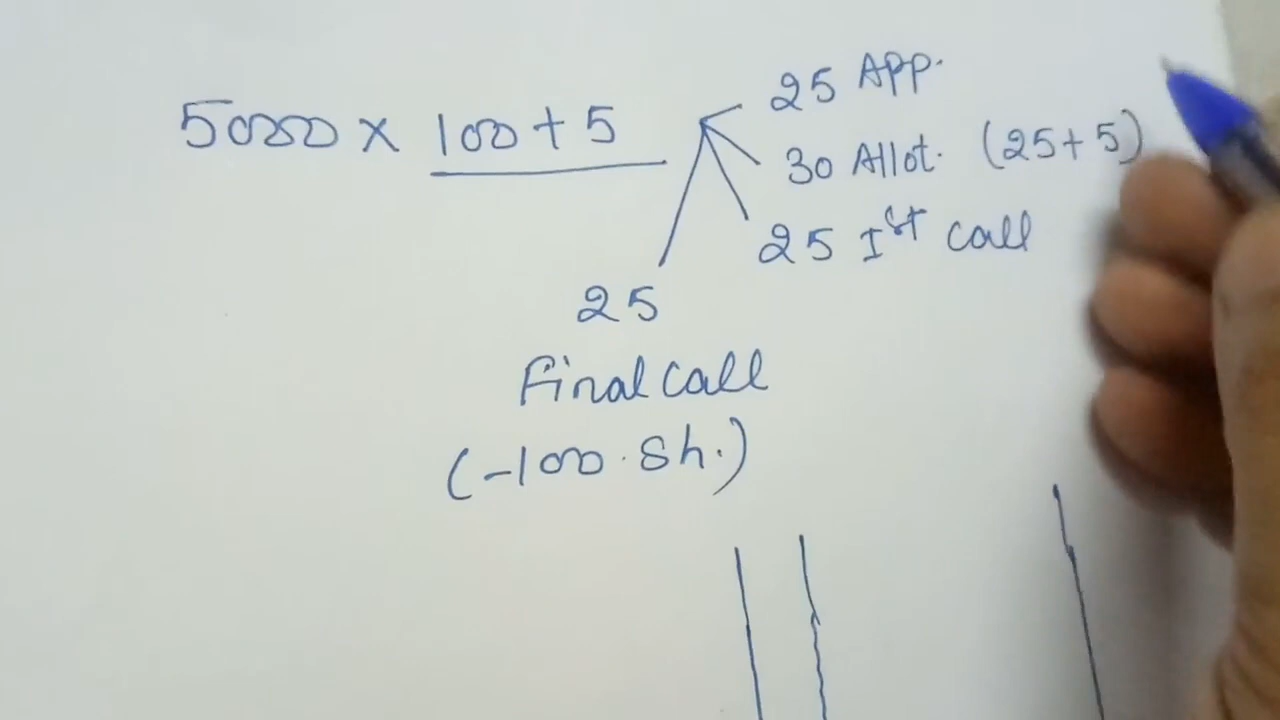 5000 × 100 + 5
25 App.
30 Allot. (25+5)
25 Ist call
25
Final call
(-100. Sh.)